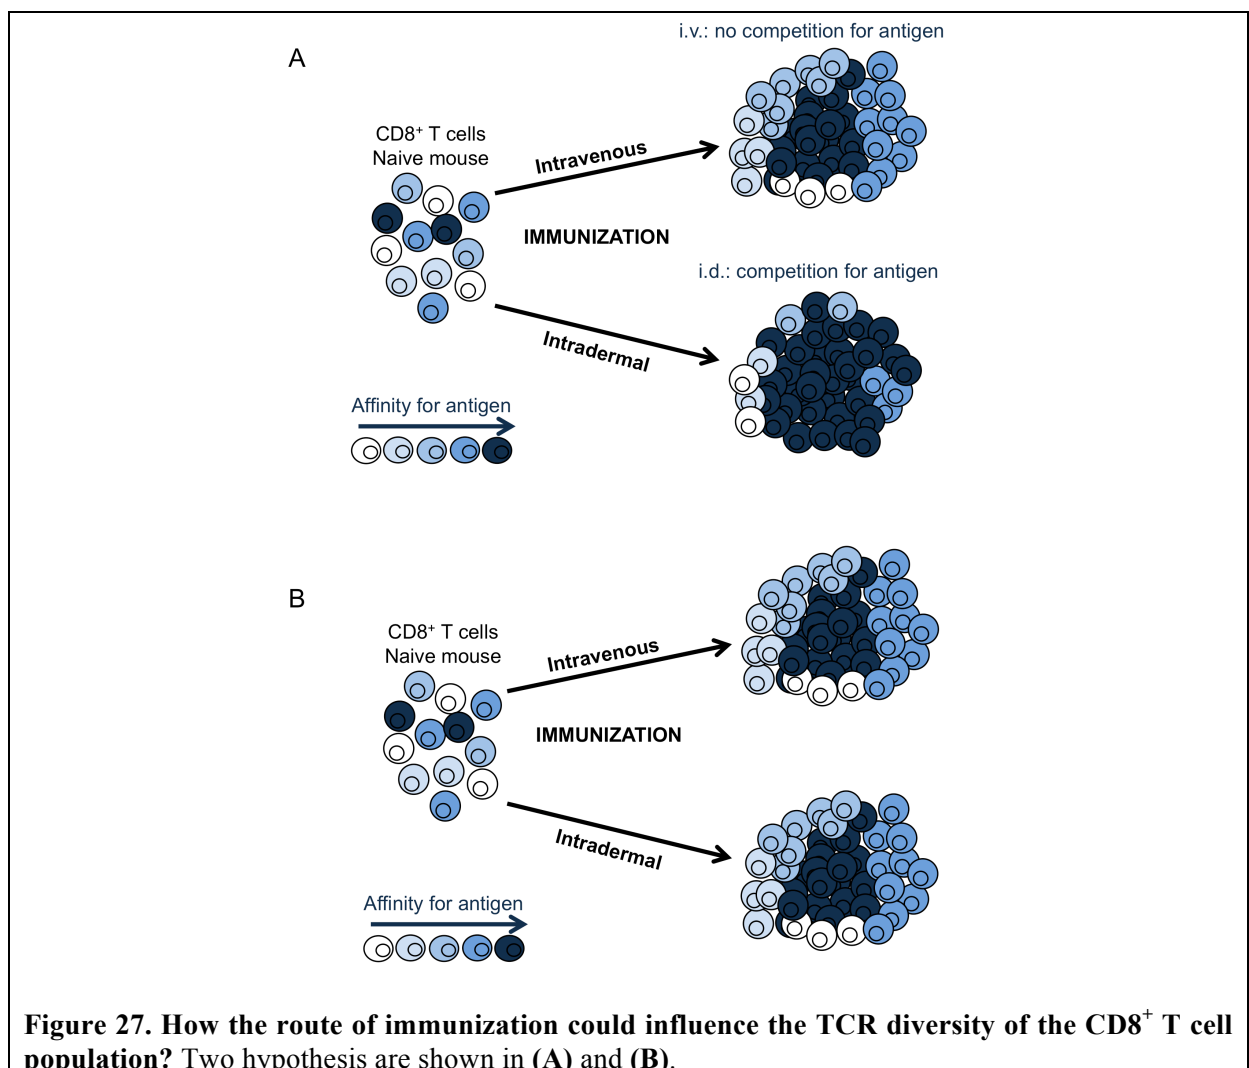 A
i.v.: no competition for antigen
CD8⁺ T cells
Naive mouse
Intravenous
IMMUNIZATION
i.d.: competition for antigen
Intradermal
Affinity for antigen
B
CD8⁺ T cells
Naive mouse
Intravenous
IMMUNIZATION
Intradermal
Affinity for antigen
Figure 27. How the route of immunization could influence the TCR diversity of the CD8⁺ T cell
population? Two hypothesis are shown in (A) and (B).